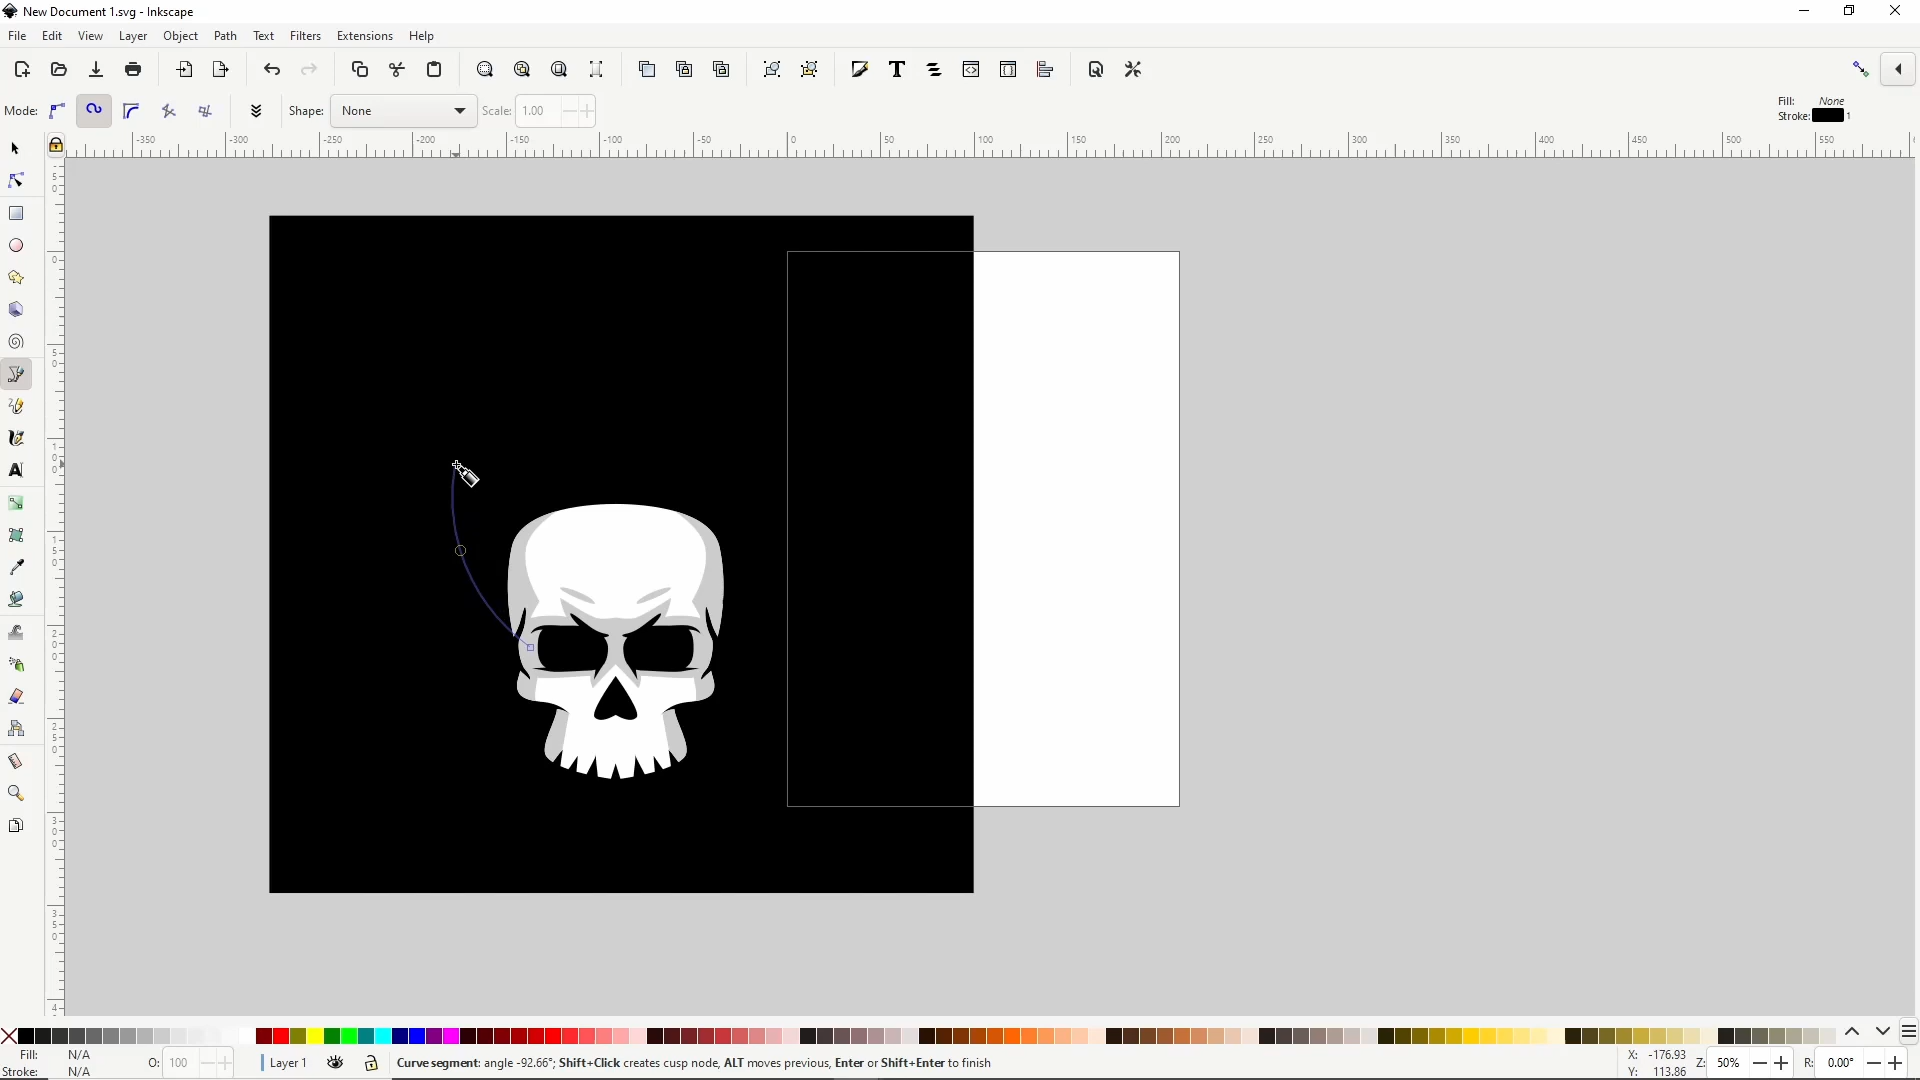 New Document 1.svg - Inkscape
File Edit View Layer Object Path Text Filters Extensions Help
Mode: Shape: None Scale: 1.00
Fill: None
Stroke: 1
-350 -300 -250 -200 -150 -100 -50 0 50 100 150 200 250 300 350 400 450 500 550
Fill: N/A
Stroke: N/A
O: 100
Layer 1
Curve segment: angle -92.66°; Shift+Click creates cusp node, ALT moves previous, Enter or Shift+Enter to finish
X: -176.93
Y: 113.86
Z: 50%
R: 0.00°